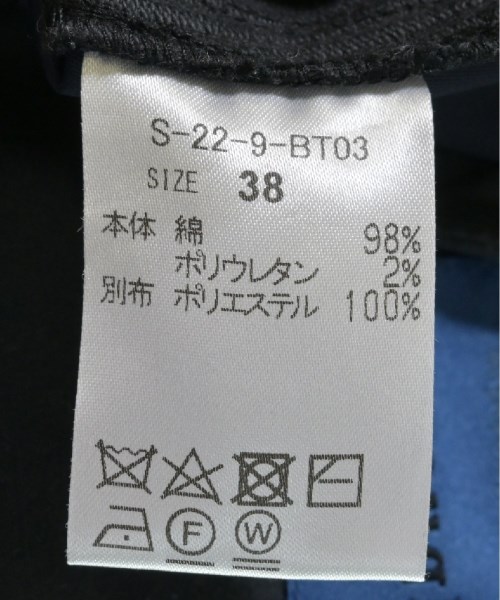 S-22-9-BT03
SIZE 38
本体 綿 98%
ポリウレタン 2%
別布 ポリエステル 100%
F W